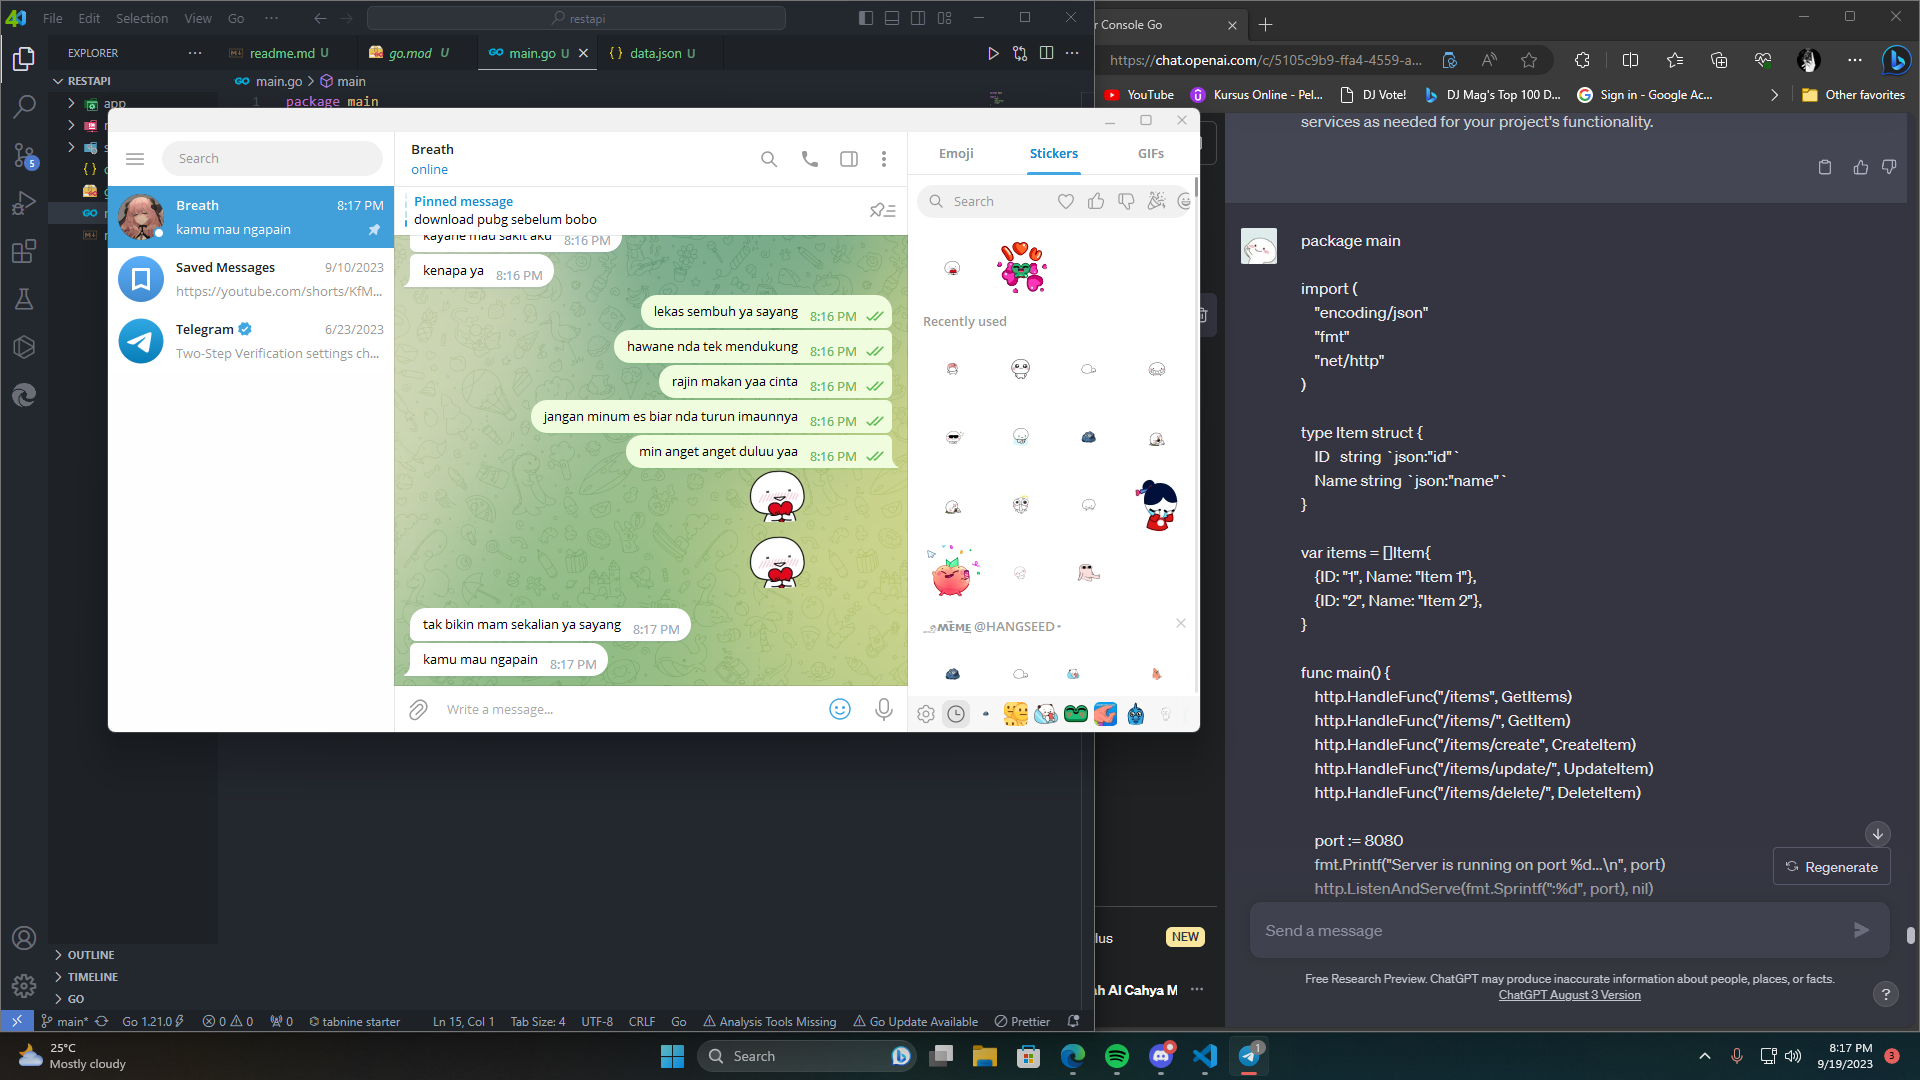 File Edit Selection View Go ···
restapi
EXPLORER
readme.md U
go.mod U
main.go U
data.json U
RESTAPI
main.go > main
app
1 package main
Search
Breath 8:17 PM
kamu mau ngapain
Saved Messages 9/10/2023
https://youtube.com/shorts/KfM...
Telegram 6/23/2023
Two-Step Verification settings ch...
Breath
online
Pinned message
download pubg sebelum bobo
kayane mau sakit aku 8:16 PM
kenapa ya 8:16 PM
lekas sembuh ya sayang 8:16 PM
hawane nda tek mendukung 8:16 PM
rajin makan yaa cinta 8:16 PM
jangan minum es biar nda turun imaunnya 8:16 PM
min anget anget duluu yaa 8:16 PM
tak bikin mam sekalian ya sayang 8:17 PM
kamu mau ngapain 8:17 PM
Write a message...
Emoji Stickers GIFs
Search
Recently used
MEME @HANGSEED
OUTLINE
TIMELINE
GO
5
main* Go 1.21.0 0 0 0 tabnine starter Ln 15, Col 1 Tab Size: 4 UTF-8 CRLF Go Analysis Tools Missing Go Update Available Prettier
r Console Go
https://chat.openai.com/c/5105c9b9-ffa4-4559-a...
YouTube Kursus Online - Pel... DJ Vote! DJ Mag's Top 100 D... Sign in - Google Ac... Other favorites
services as needed for your project's functionality.
package main
import (
"encoding/json"
"fmt"
"net/http"
)
type Item struct {
ID string `json:"id"`
Name string `json:"name"`
}
var items = []Item{
{ID: "1", Name: "Item 1"},
{ID: "2", Name: "Item 2"},
}
func main() {
http.HandleFunc("/items", GetItems)
http.HandleFunc("/items/", GetItem)
http.HandleFunc("/items/create", CreateItem)
http.HandleFunc("/items/update/", UpdateItem)
http.HandleFunc("/items/delete/", DeleteItem)
port := 8080
fmt.Printf("Server is running on port %d...\n", port)
http.ListenAndServe(fmt.Sprintf(":%d", port), nil)
Regenerate
lus NEW
ah Al Cahya M ···
Send a message
Free Research Preview. ChatGPT may produce inaccurate information about people, places, or facts.
ChatGPT August 3 Version
?
25°C
Mostly cloudy
Search
1
8:17 PM
9/19/2023
3